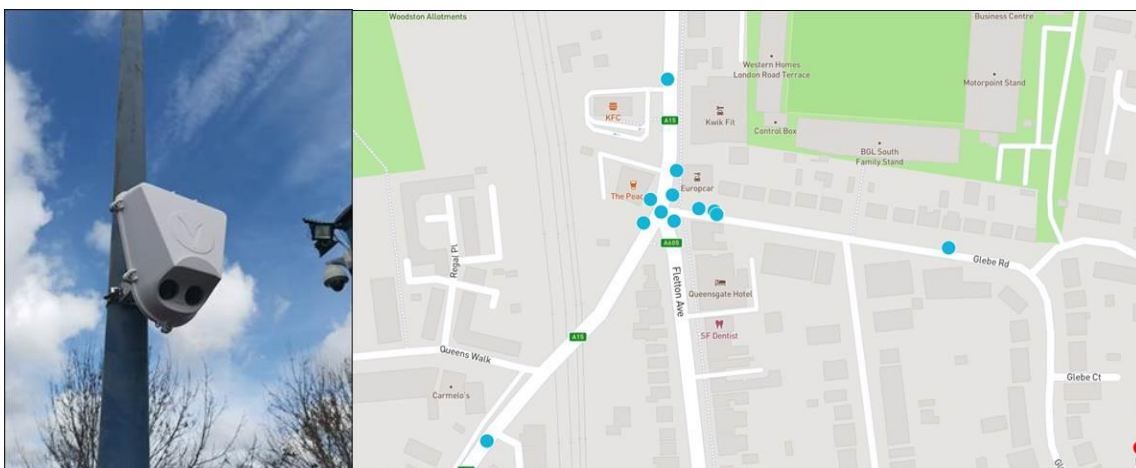 Woodston Allotments
Business Centre
Western Homes
London Road Terrace
Motorpoint Stand
KFC
A15
Kwik Fit
Control Box
BGL South
Family Stand
The Peac
Europcar
A605
Glebe Rd
Regal Pl
Fletton Ave
Queensgate Hotel
SF Dentist
A15
Queens Walk
Glebe Ct
Carmelo's